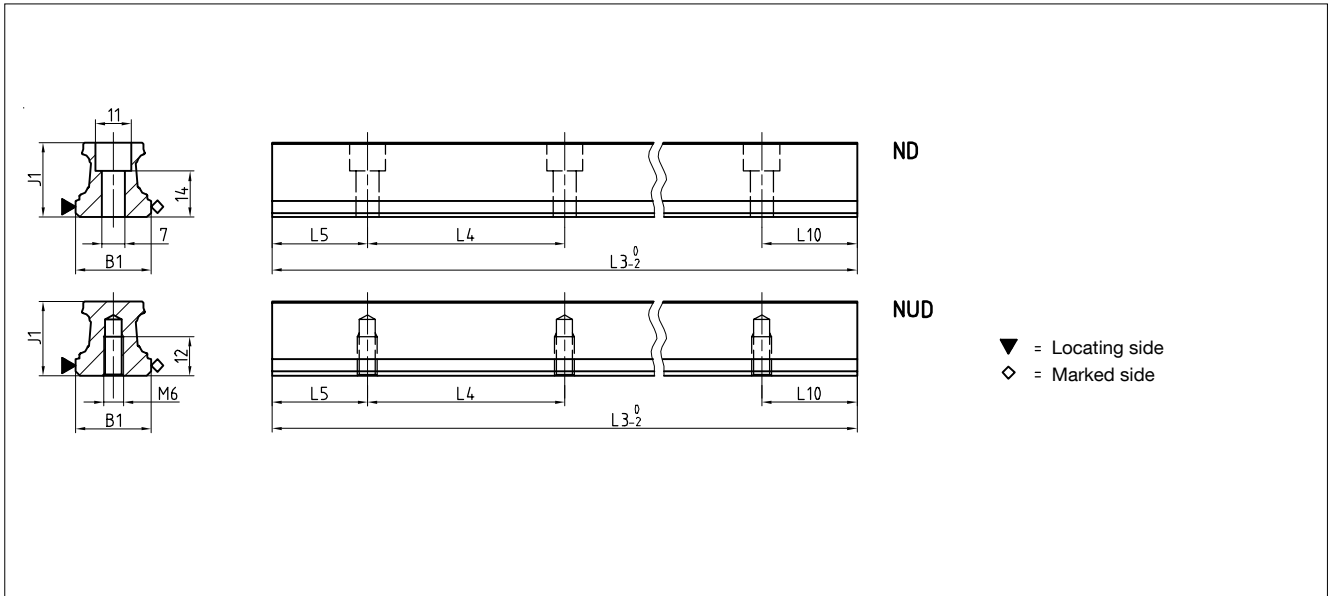 11
J1
14
7
B1
ND
L5
L4
L10
L3-2 0
J1
12
M6
B1
NUD
L5
L4
L10
L3-2 0
▼ = Locating side
◇ = Marked side